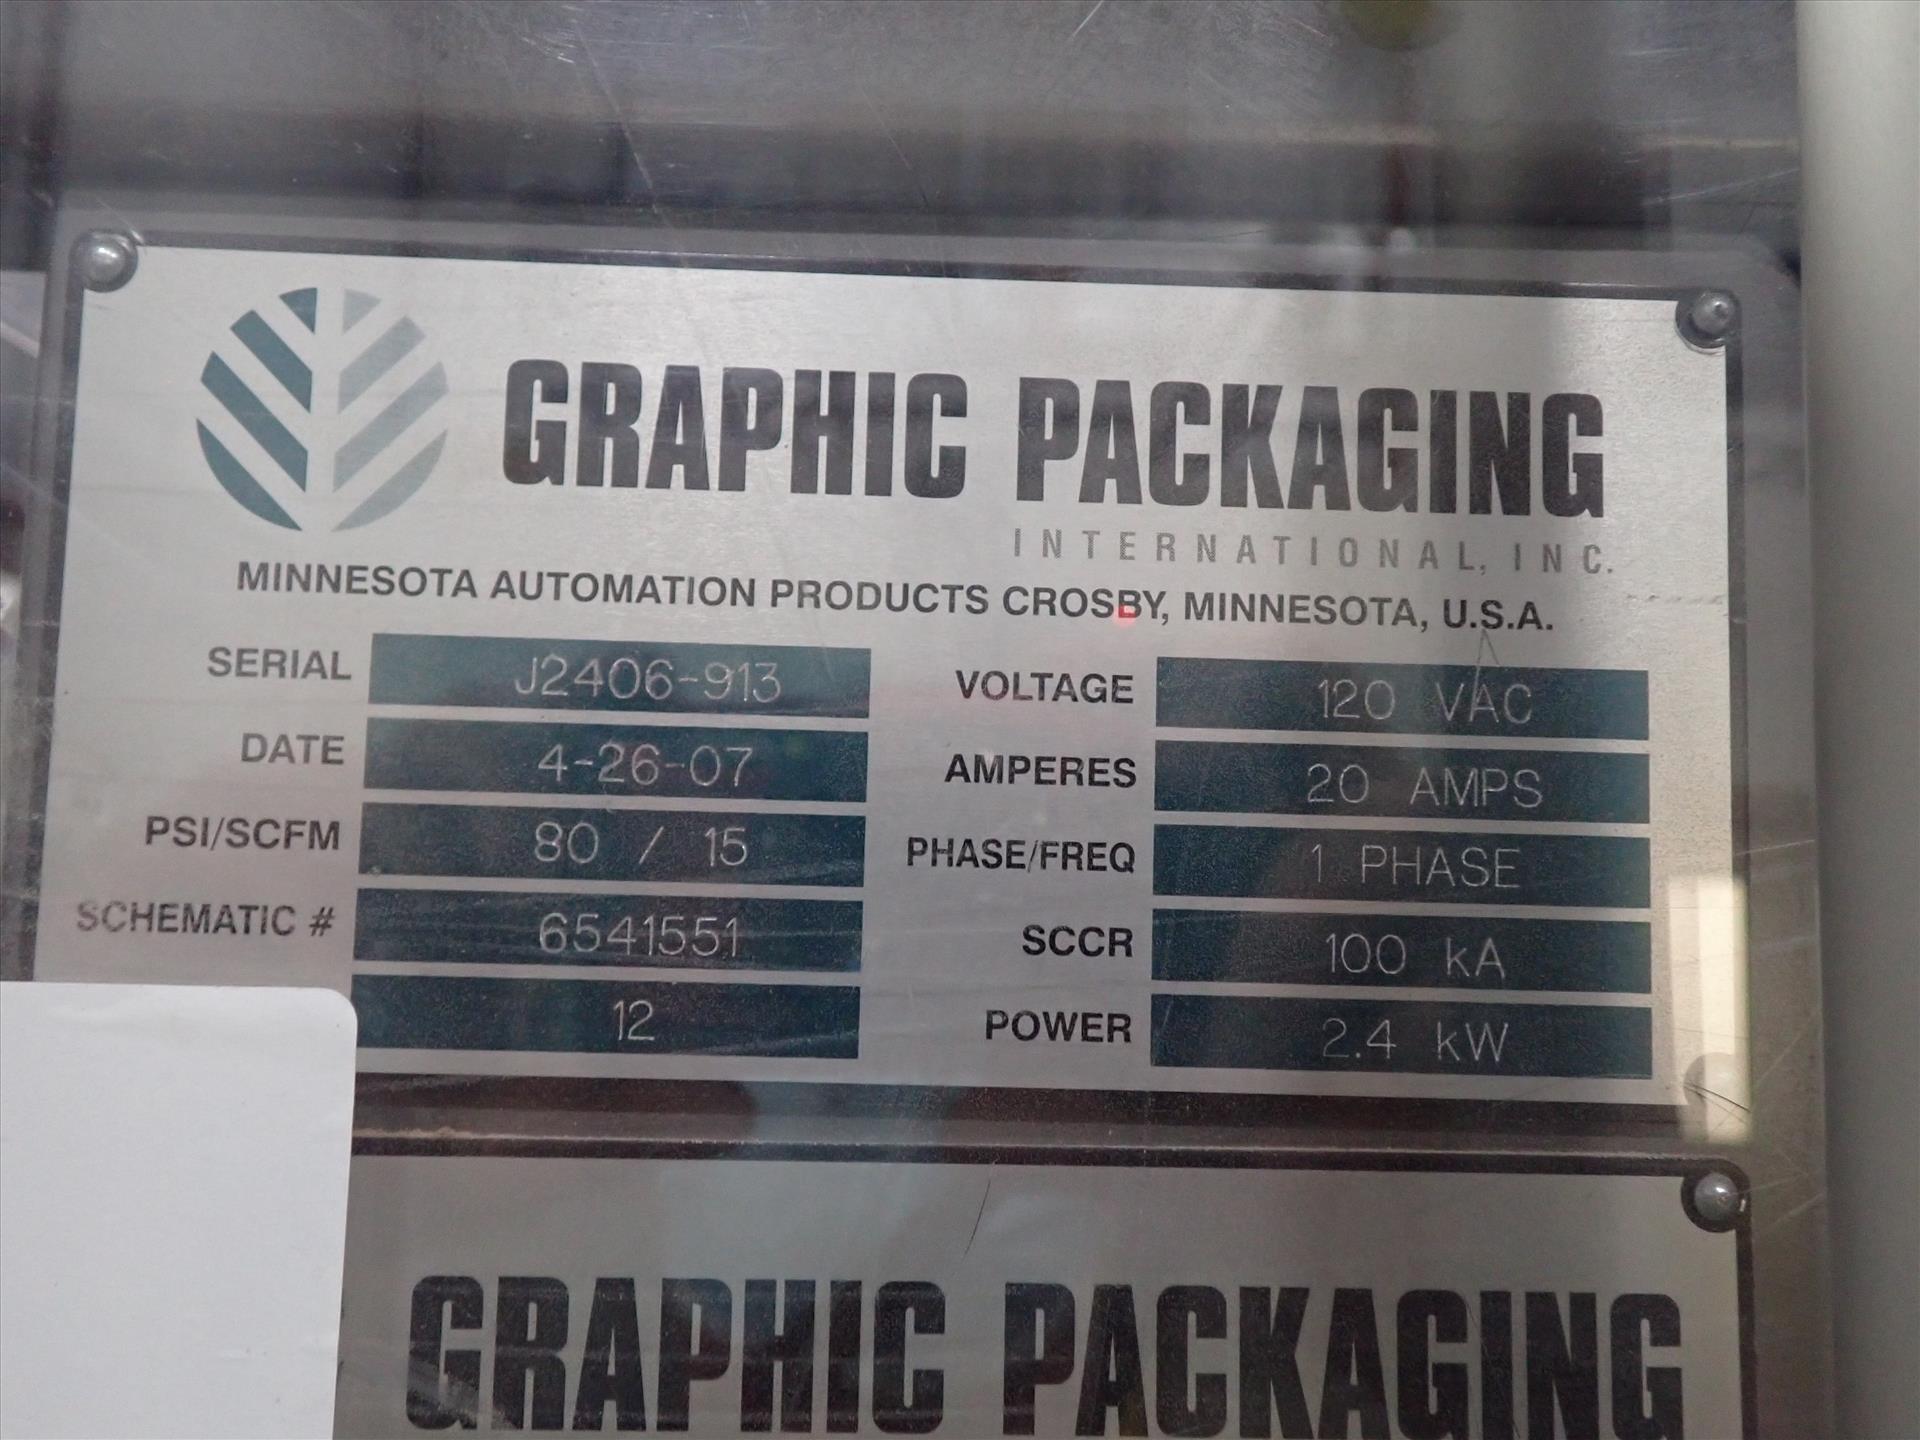 GRAPHIC PACKAGING
INTERNATIONAL, INC.
MINNESOTA AUTOMATION PRODUCTS CROSBY, MINNESOTA, U.S.A.
SERIAL J2406-913
DATE 4-26-07
PSI/SCFM 80 / 15
SCHEMATIC # 6541551
12
VOLTAGE 120 VAC
AMPERES 20 AMPS
PHASE/FREQ 1 PHASE
SCCR 100 kA
POWER 2.4 kW
GRAPHIC PACKAGING